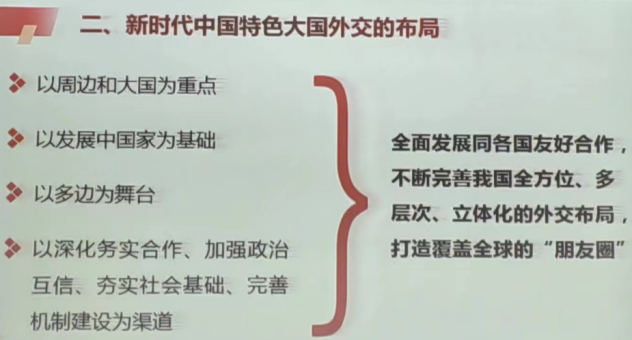 二、新时代中国特色大国外交的布局
以周边和大国为重点
以发展中国家为基础
以多边为舞台
以深化务实合作、加强政治
互信、夯实社会基础、完善
机制建设为渠道
全面发展同各国友好合作，
不断完善我国全方位、多
层次、立体化的外交布局，
打造覆盖全球的“朋友圈”